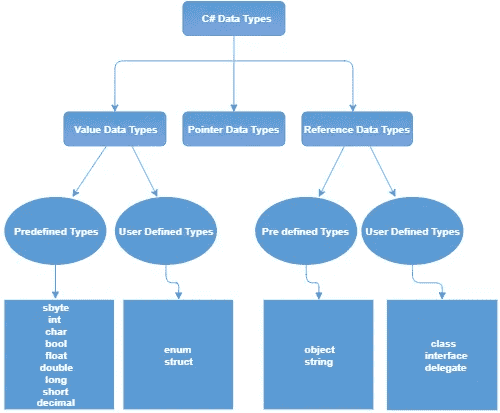 C# Data Types
Value Data Types
Pointer Data Types
Reference Data Types
Predefined Types
User Defined Types
Pre defined Types
User Defined Types
sbyte
int
char
bool
float
double
long
short
decimal
enum
struct
object
string
class
interface
delegate